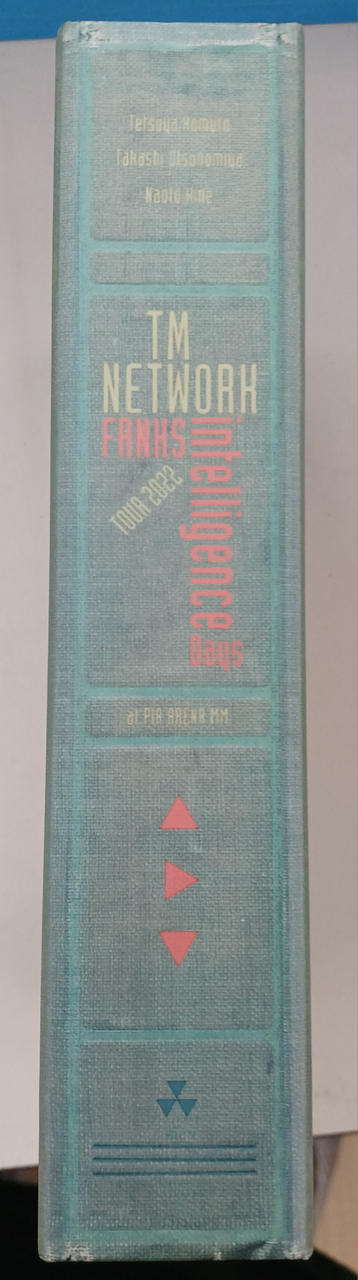 Tetsuya Komuro
Takashi Utsunomiya
Naoto Kine
TM
NETWORK
FANKS
intelligence
Days
TOUR 2022
at PIA ARENA MM